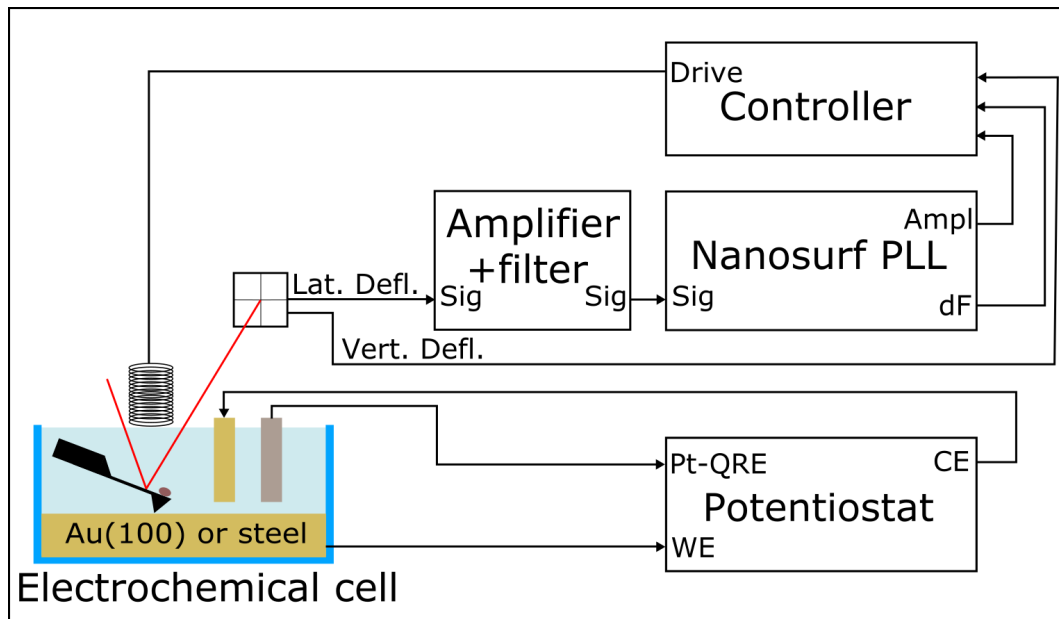 Drive
Controller
Amplifier
+filter
Sig
Sig
Ampl
Nanosurf PLL
Sig
dF
Lat. Defl.
Vert. Defl.
Pt-QRE
CE
Potentiostat
WE
Au(100) or steel
Electrochemical cell